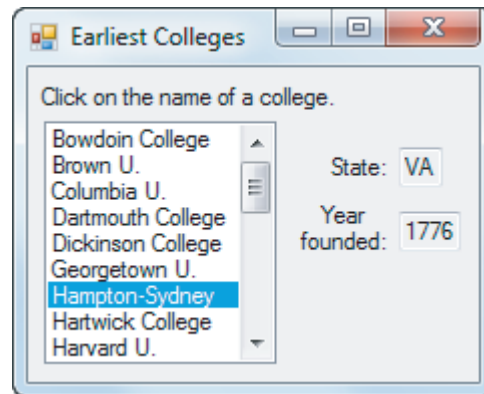 Earliest Colleges
Click on the name of a college.
Bowdoin College
Brown U.
Columbia U.
Dartmouth College
Dickinson College
Georgetown U.
Hampton-Sydney
Hartwick College
Harvard U.
State: VA
Year
founded: 1776